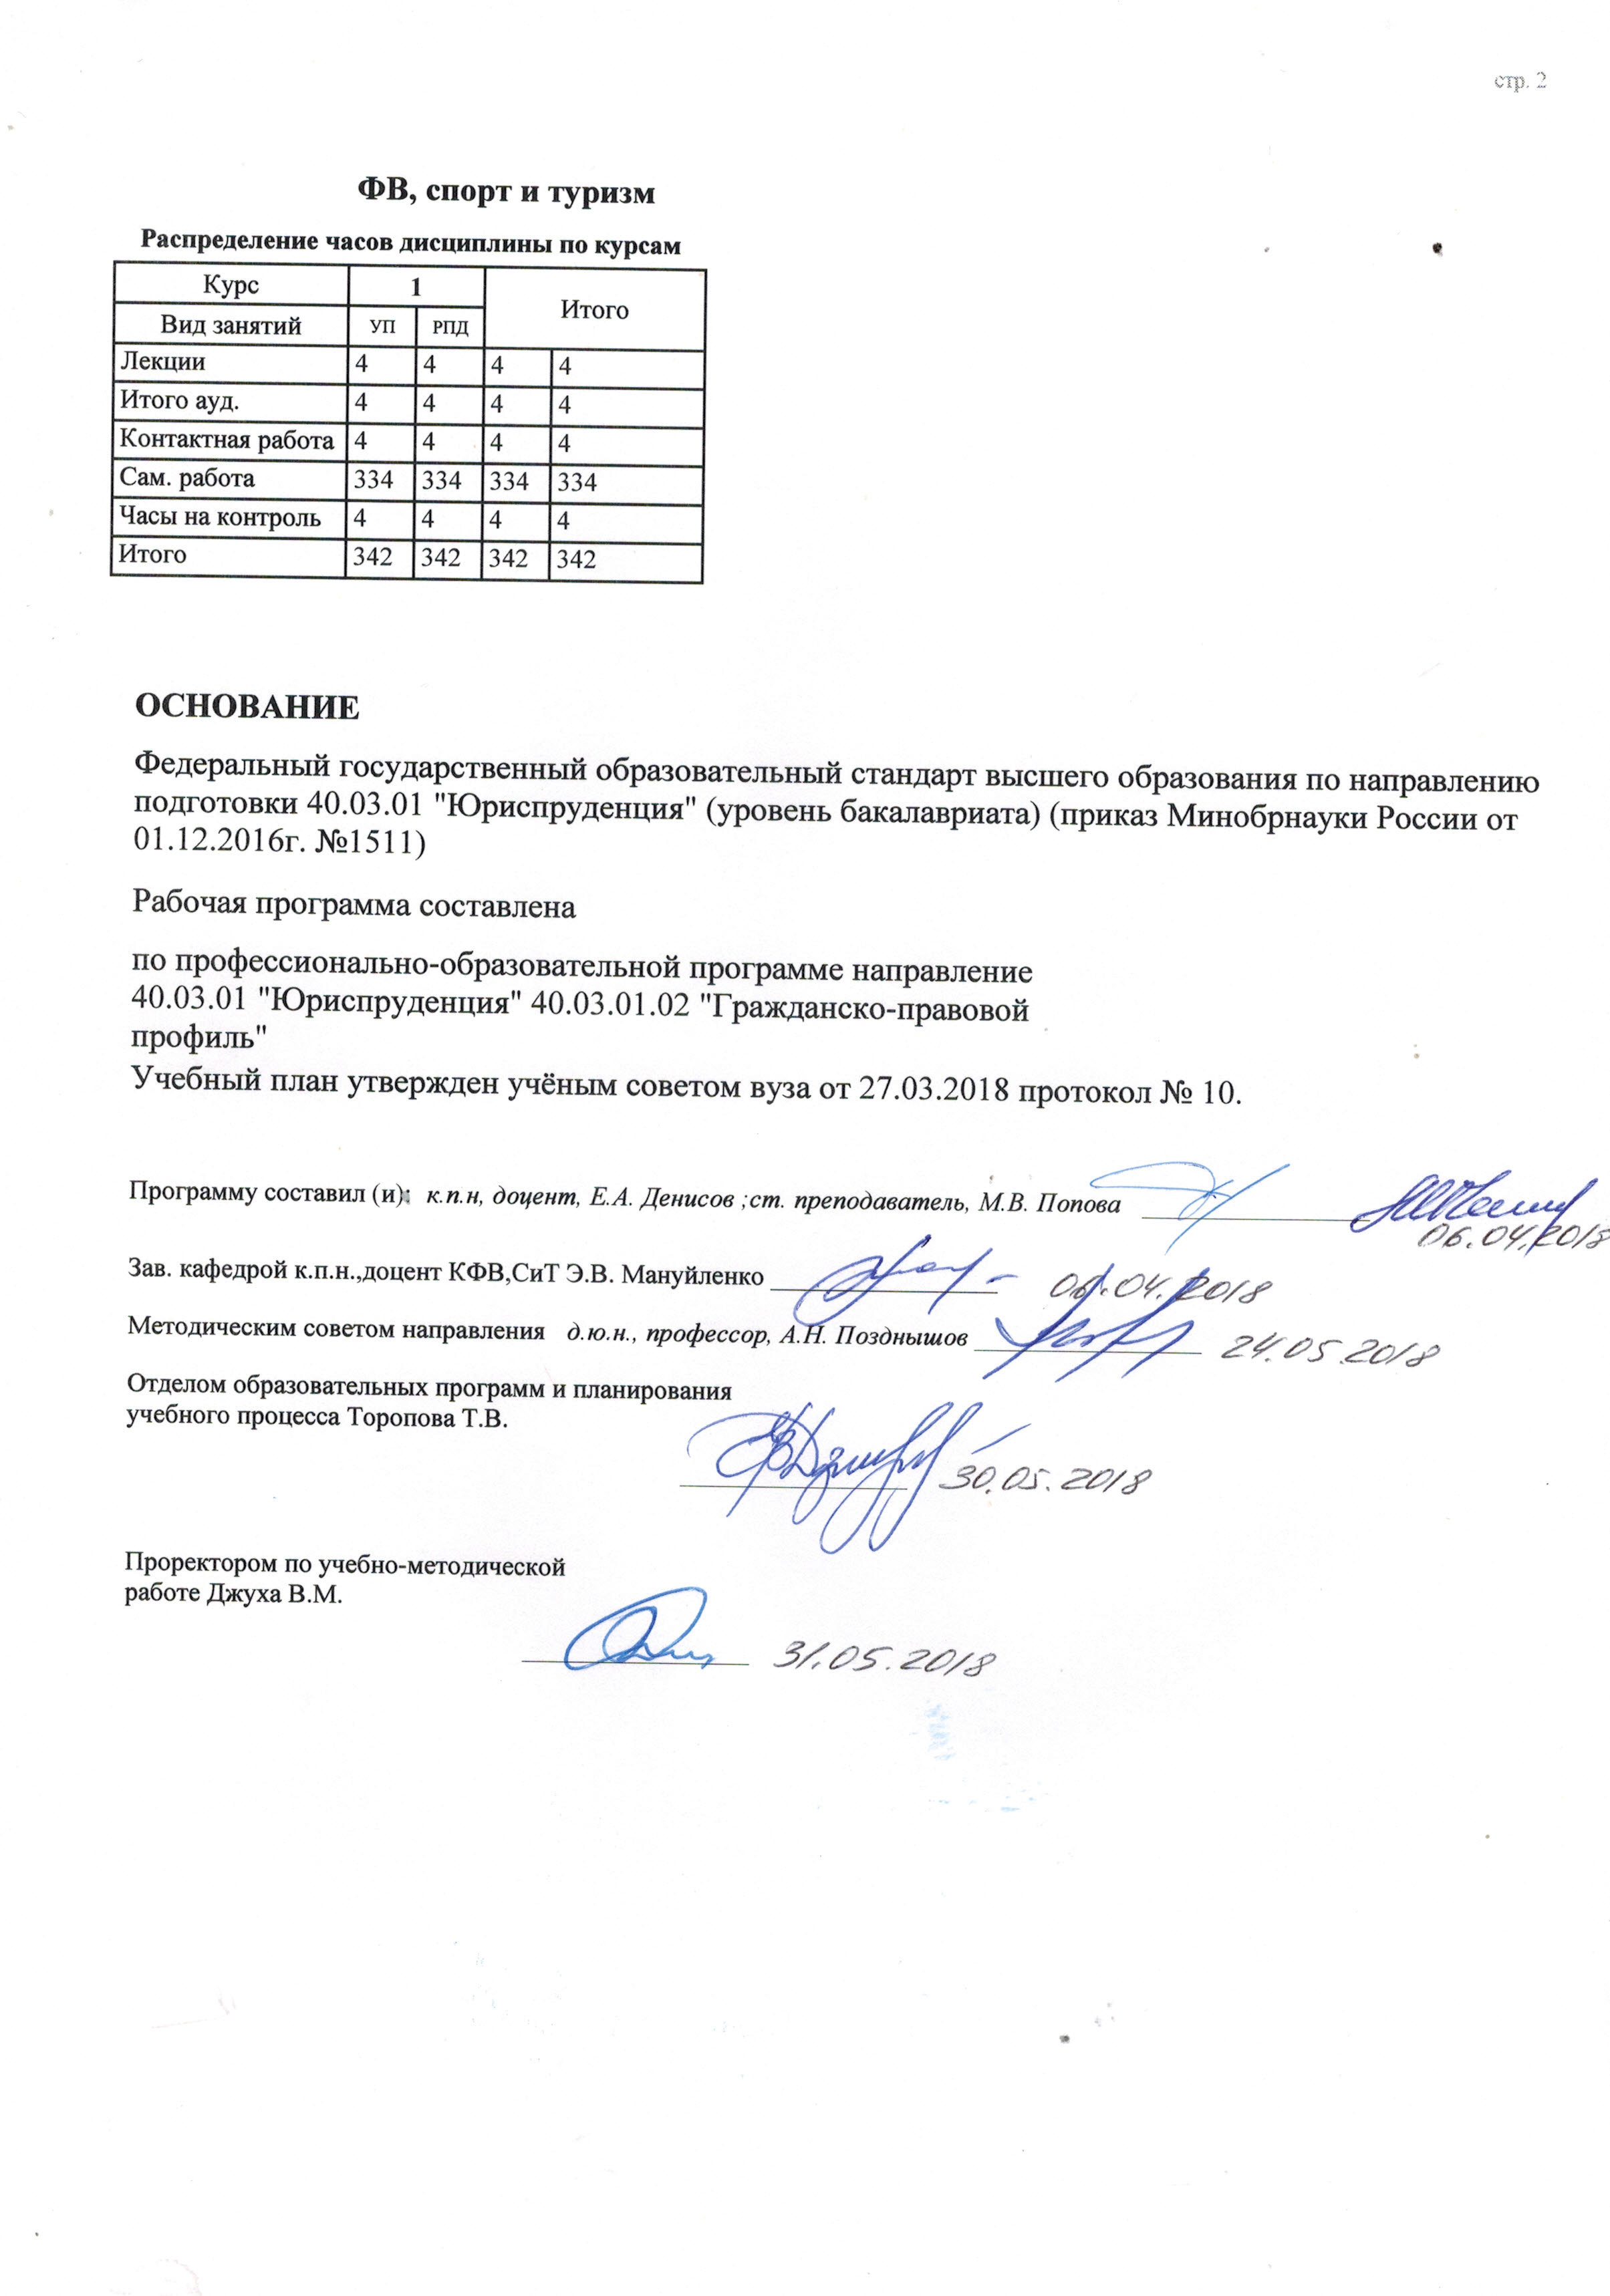 стр. 2
ФВ, спорт и туризм
Распределение часов дисциплины по курсам
Курс 1 Итого
Вид занятий УП РПД
Лекции 4 4 4 4
Итого ауд. 4 4 4 4
Контактная работа 4 4 4 4
Сам. работа 334 334 334 334
Часы на контроль 4 4 4 4
Итого 342 342 342 342
ОСНОВАНИЕ
Федеральный государственный образовательный стандарт высшего образования по направлению
подготовки 40.03.01 "Юриспруденция" (уровень бакалавриата) (приказ Минобрнауки России от
01.12.2016г. №1511)
Рабочая программа составлена
по профессионально-образовательной программе направление
40.03.01 "Юриспруденция" 40.03.01.02 "Гражданско-правовой
профиль"
Учебный план утвержден учёным советом вуза от 27.03.2018 протокол № 10.
Программу составил (и): к.п.н, доцент, Е.А. Денисов ;ст. преподаватель, М.В. Попова
06.04.2018
Зав. кафедрой к.п.н.,доцент КФВ,СиТ Э.В. Мануйленко 06.04.2018
Методическим советом направления д.ю.н., профессор, А.Н. Позднышов 24.05.2018
Отделом образовательных программ и планирования
учебного процесса Торопова Т.В.
30.05.2018
Проректором по учебно-методической
работе Джуха В.М.
31.05.2018